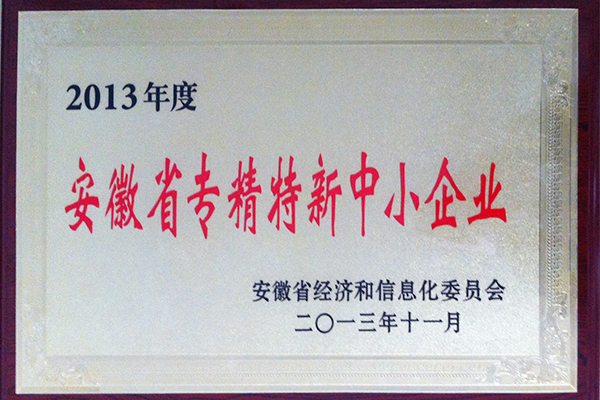 2013年度
安徽省专精特新中小企业
安徽省经济和信息化委员会
二〇一三年十一月